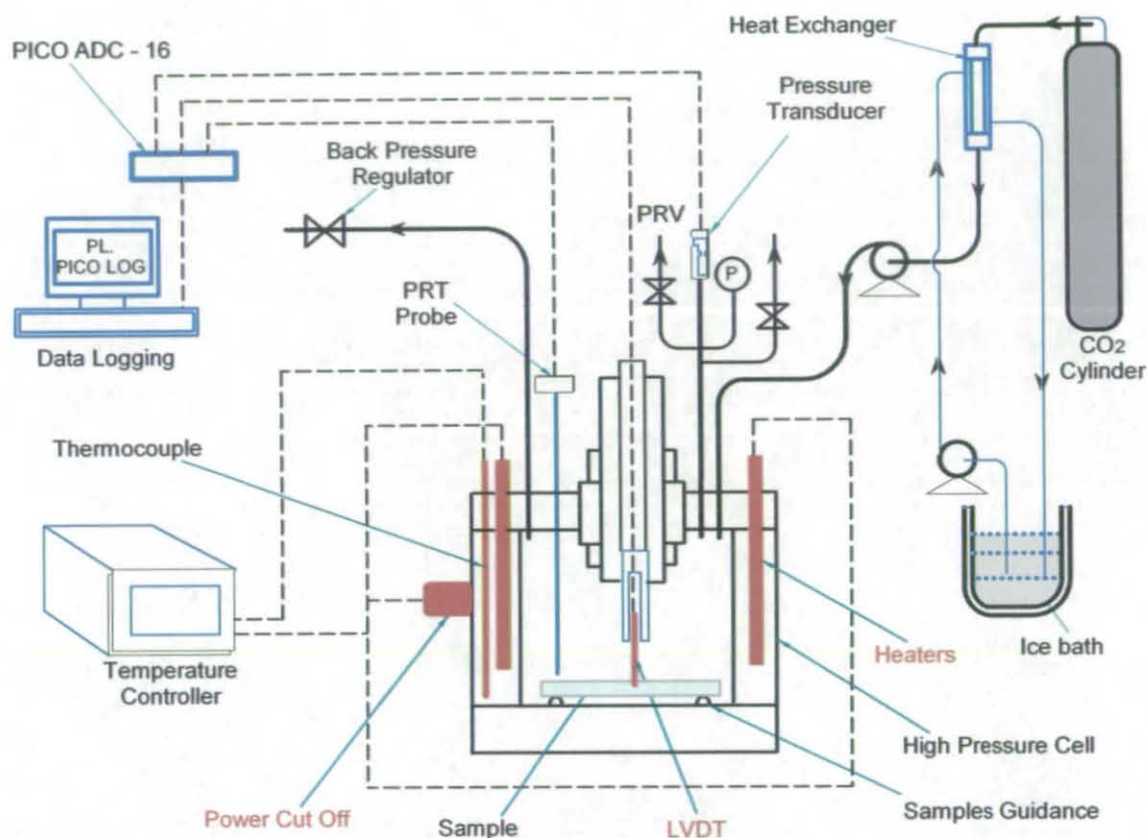 PICO ADC - 16
Heat Exchanger
Pressure
Transducer
Back Pressure
Regulator
PRV
PL.
PICO LOG
P
PRT
Probe
Data Logging
CO2
Cylinder
Thermocouple
Temperature
Controller
Heaters
Ice bath
High Pressure Cell
Power Cut Off
Sample
LVDT
Samples Guidance